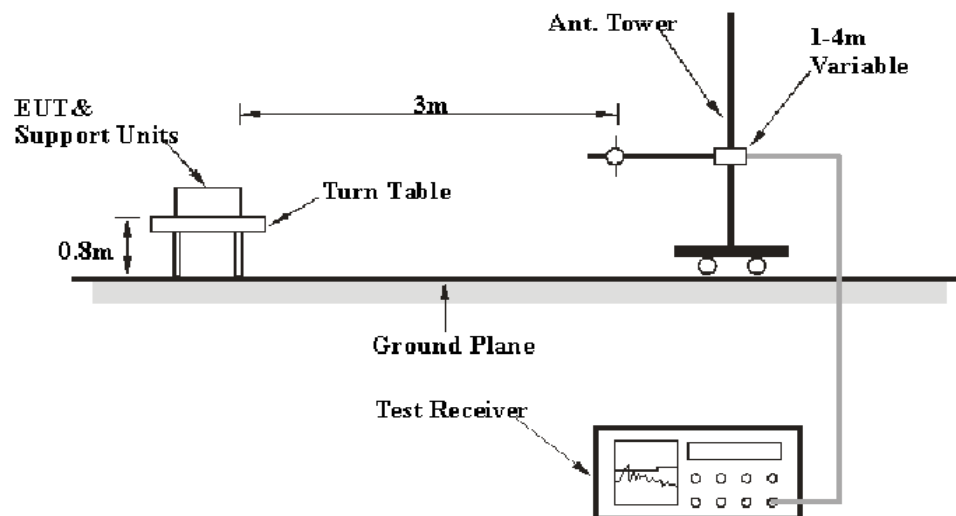 Ant. Tower
1-4m
Variable
3m
EUT&
Support Units
Turn Table
0.8m
Ground Plane
Test Receiver